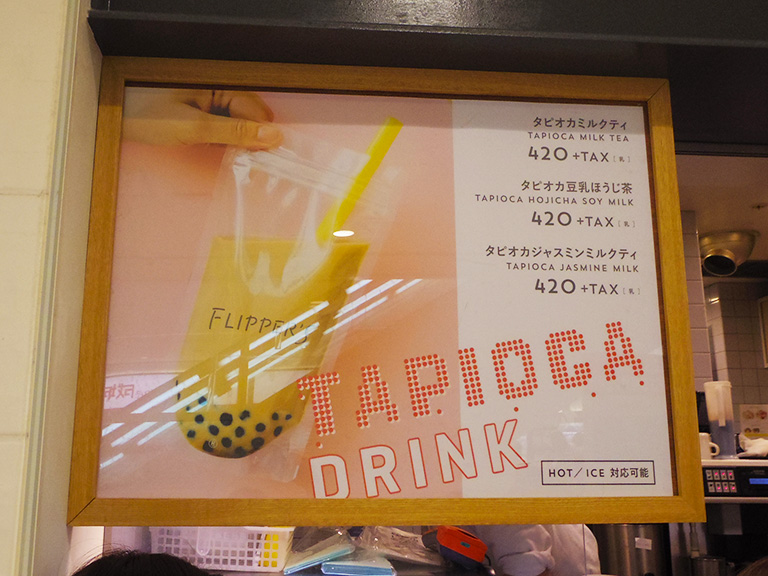 タピオカミルクティ
TAPIOCA MILK TEA
420 +TAX [乳]
タピオカ豆乳ほうじ茶
TAPIOCA HOJICHA SOY MILK
420 +TAX [乳]
タピオカジャスミンミルクティ
TAPIOCA JASMINE MILK
420 +TAX [乳]
FLIPPER'S
TAPIOCA
DRINK
HOT／ICE 対応可能